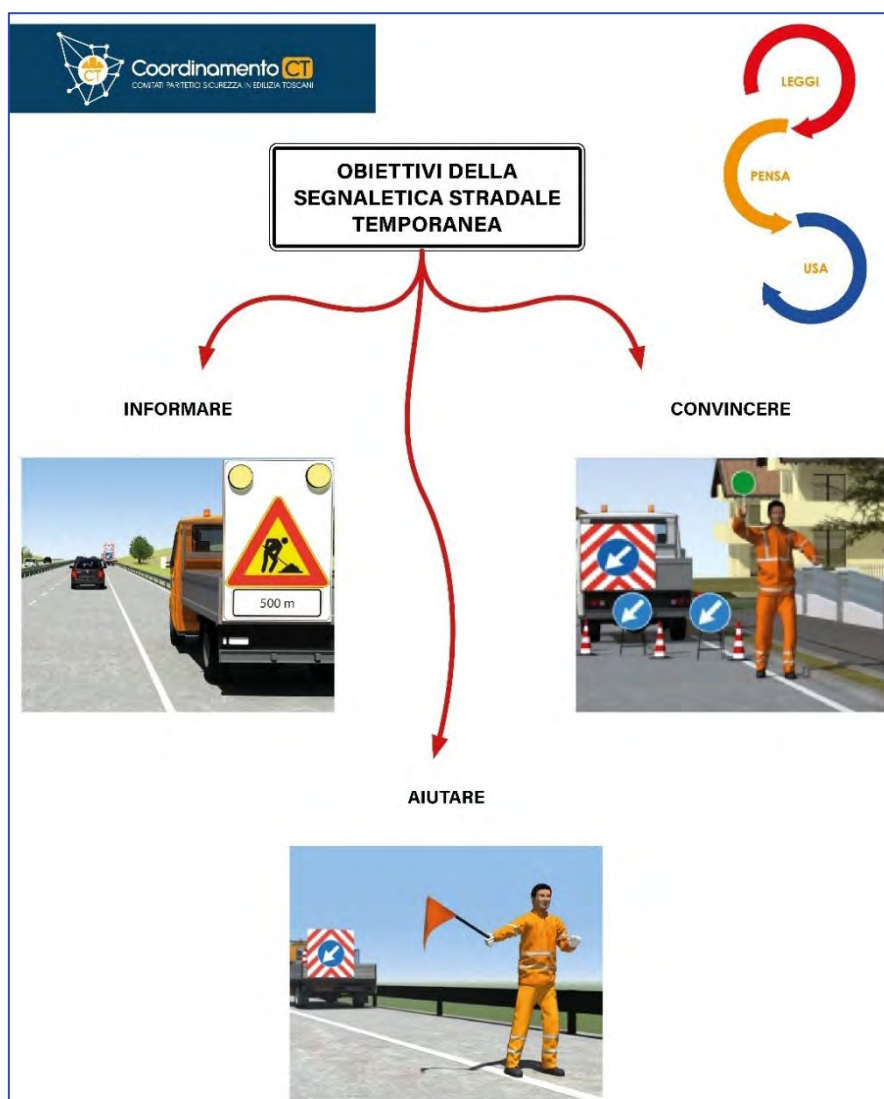 CT
Coordinamento CT
COMITATI PARITETICI SICUREZZA IN EDILIZIA TOSCANI
LEGGI
PENSA
USA
OBIETTIVI DELLA
SEGNALETICA STRADALE
TEMPORANEA
INFORMARE
CONVINCERE
500 m
AIUTARE